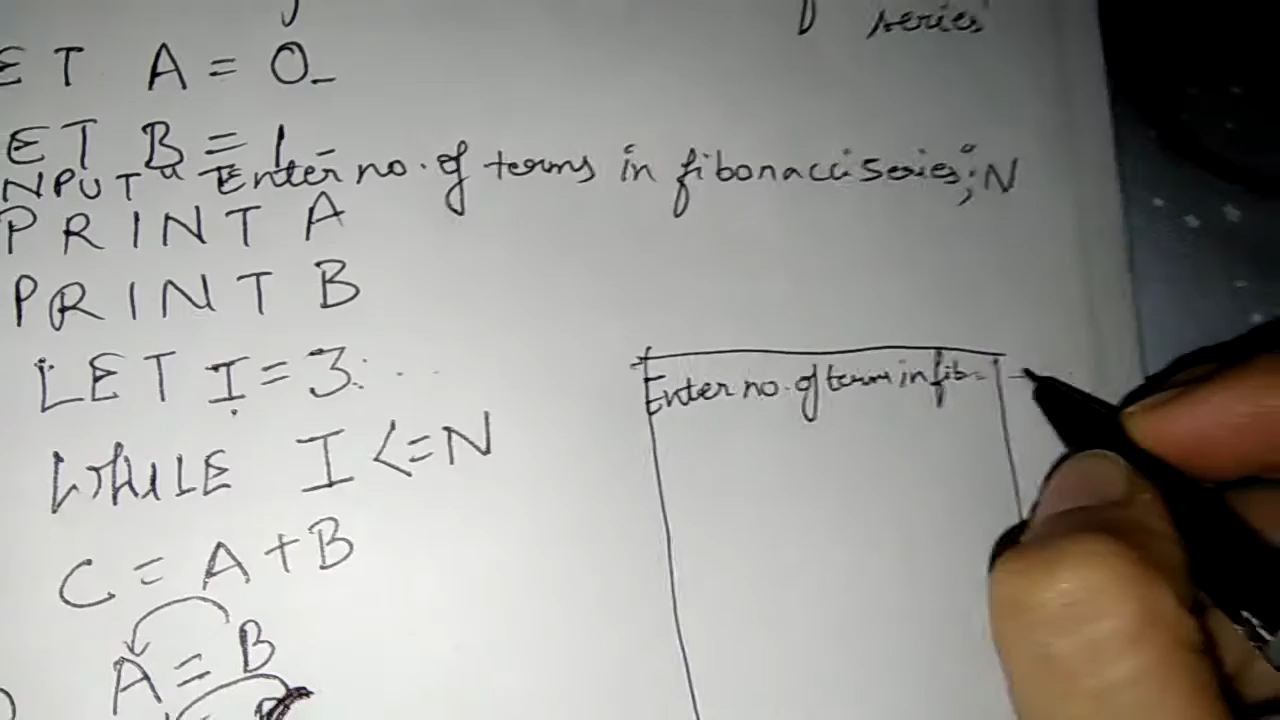 series
ET A = 0
ET B = 1
NPUT " Enter no. of terms in fibonacci Series"; N
PRINT A
PRINT B
LET I = 3
WHILE I <= N
C = A + B
A = B
Enter no. of term in fib